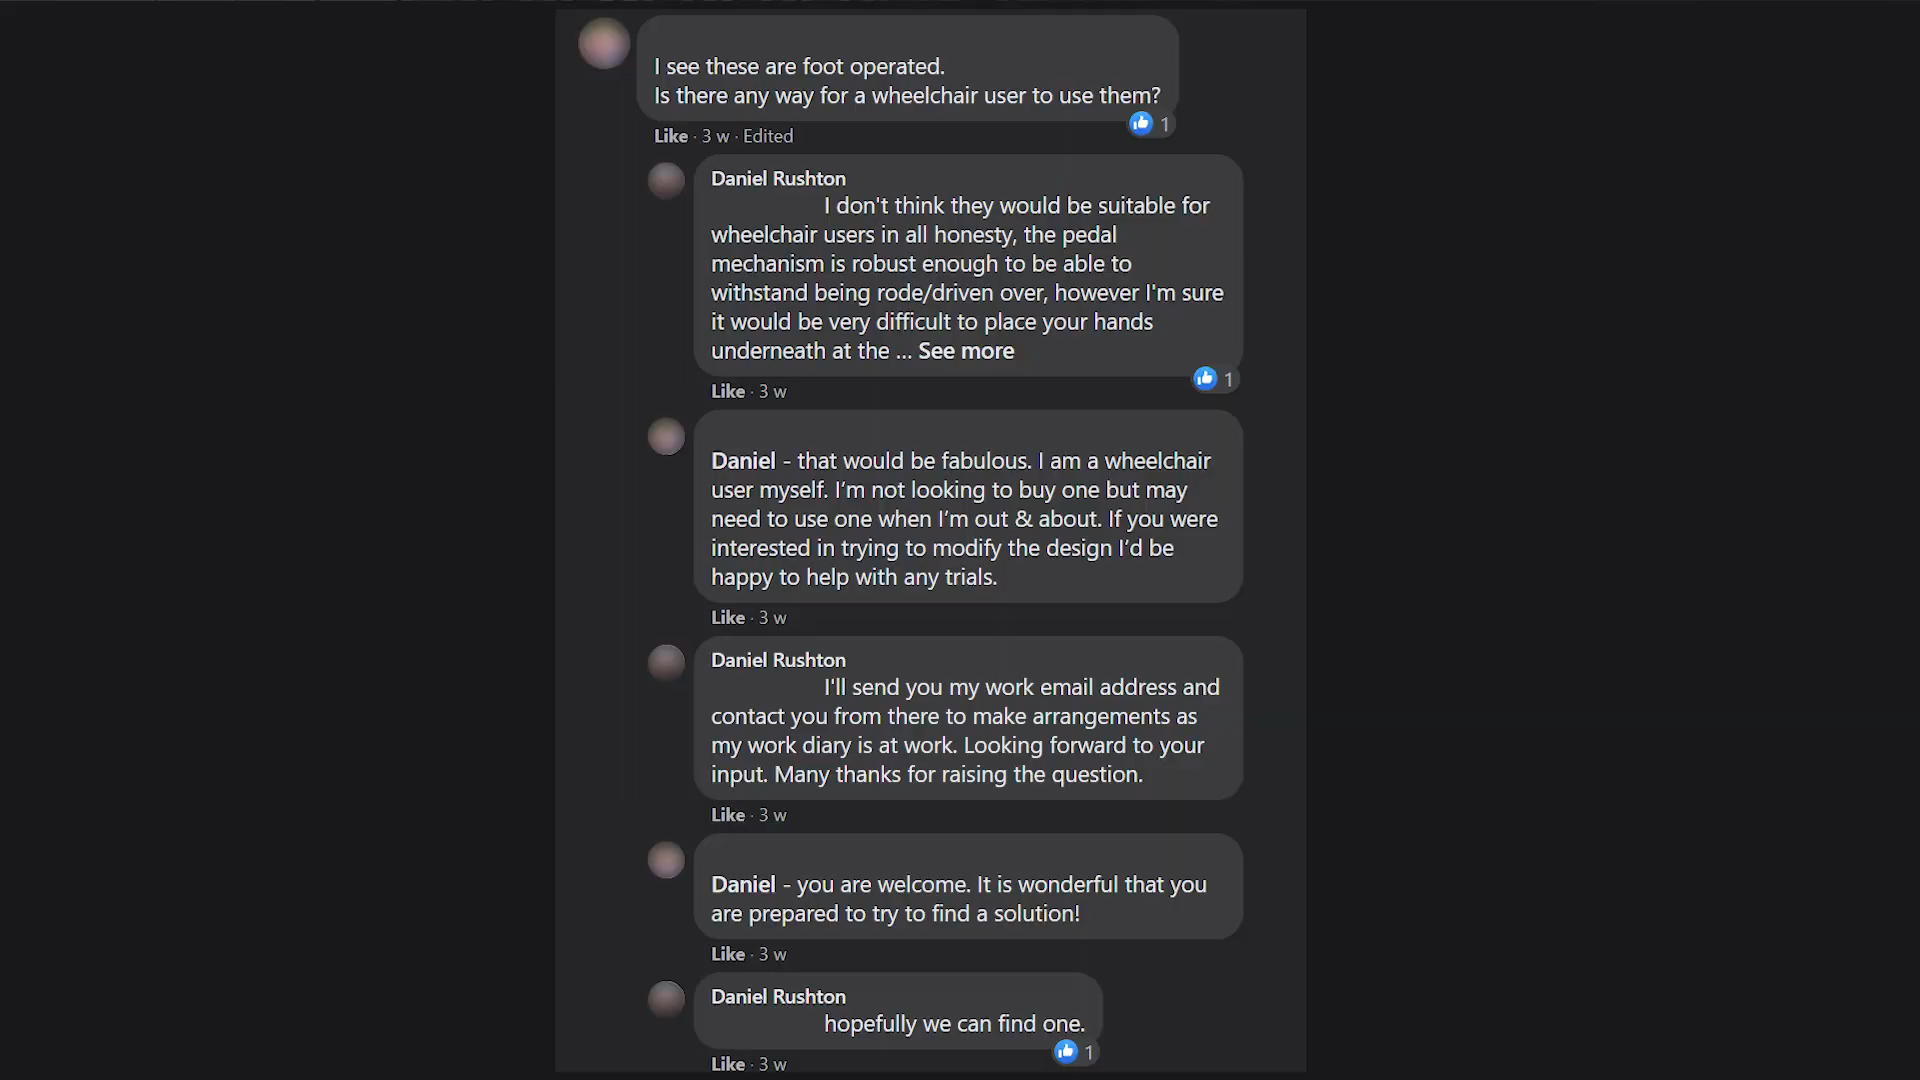 I see these are foot operated.
Is there any way for a wheelchair user to use them?
1
Like · 3 w · Edited
Daniel Rushton
I don't think they would be suitable for
wheelchair users in all honesty, the pedal
mechanism is robust enough to be able to
withstand being rode/driven over, however I'm sure
it would be very difficult to place your hands
underneath at the ... See more
1
Like · 3 w
Daniel - that would be fabulous. I am a wheelchair
user myself. I’m not looking to buy one but may
need to use one when I’m out & about. If you were
interested in trying to modify the design I’d be
happy to help with any trials.
Like · 3 w
Daniel Rushton
I'll send you my work email address and
contact you from there to make arrangements as
my work diary is at work. Looking forward to your
input. Many thanks for raising the question.
Like · 3 w
Daniel - you are welcome. It is wonderful that you
are prepared to try to find a solution!
Like · 3 w
Daniel Rushton
hopefully we can find one.
1
Like · 3 w